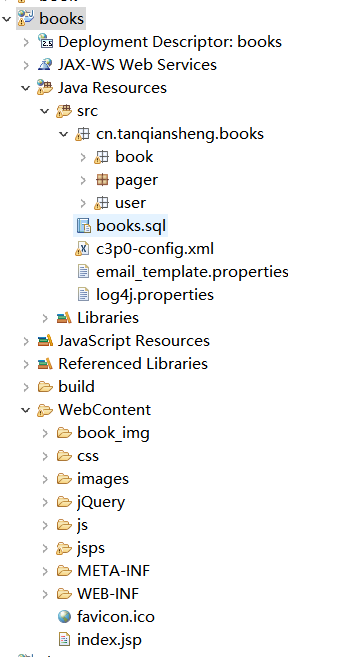 books
Deployment Descriptor: books
JAX-WS Web Services
Java Resources
src
cn.tanqiansheng.books
book
pager
user
books.sql
c3p0-config.xml
email_template.properties
log4j.properties
Libraries
JavaScript Resources
Referenced Libraries
build
WebContent
book_img
css
images
jQuery
js
jsps
META-INF
WEB-INF
favicon.ico
index.jsp